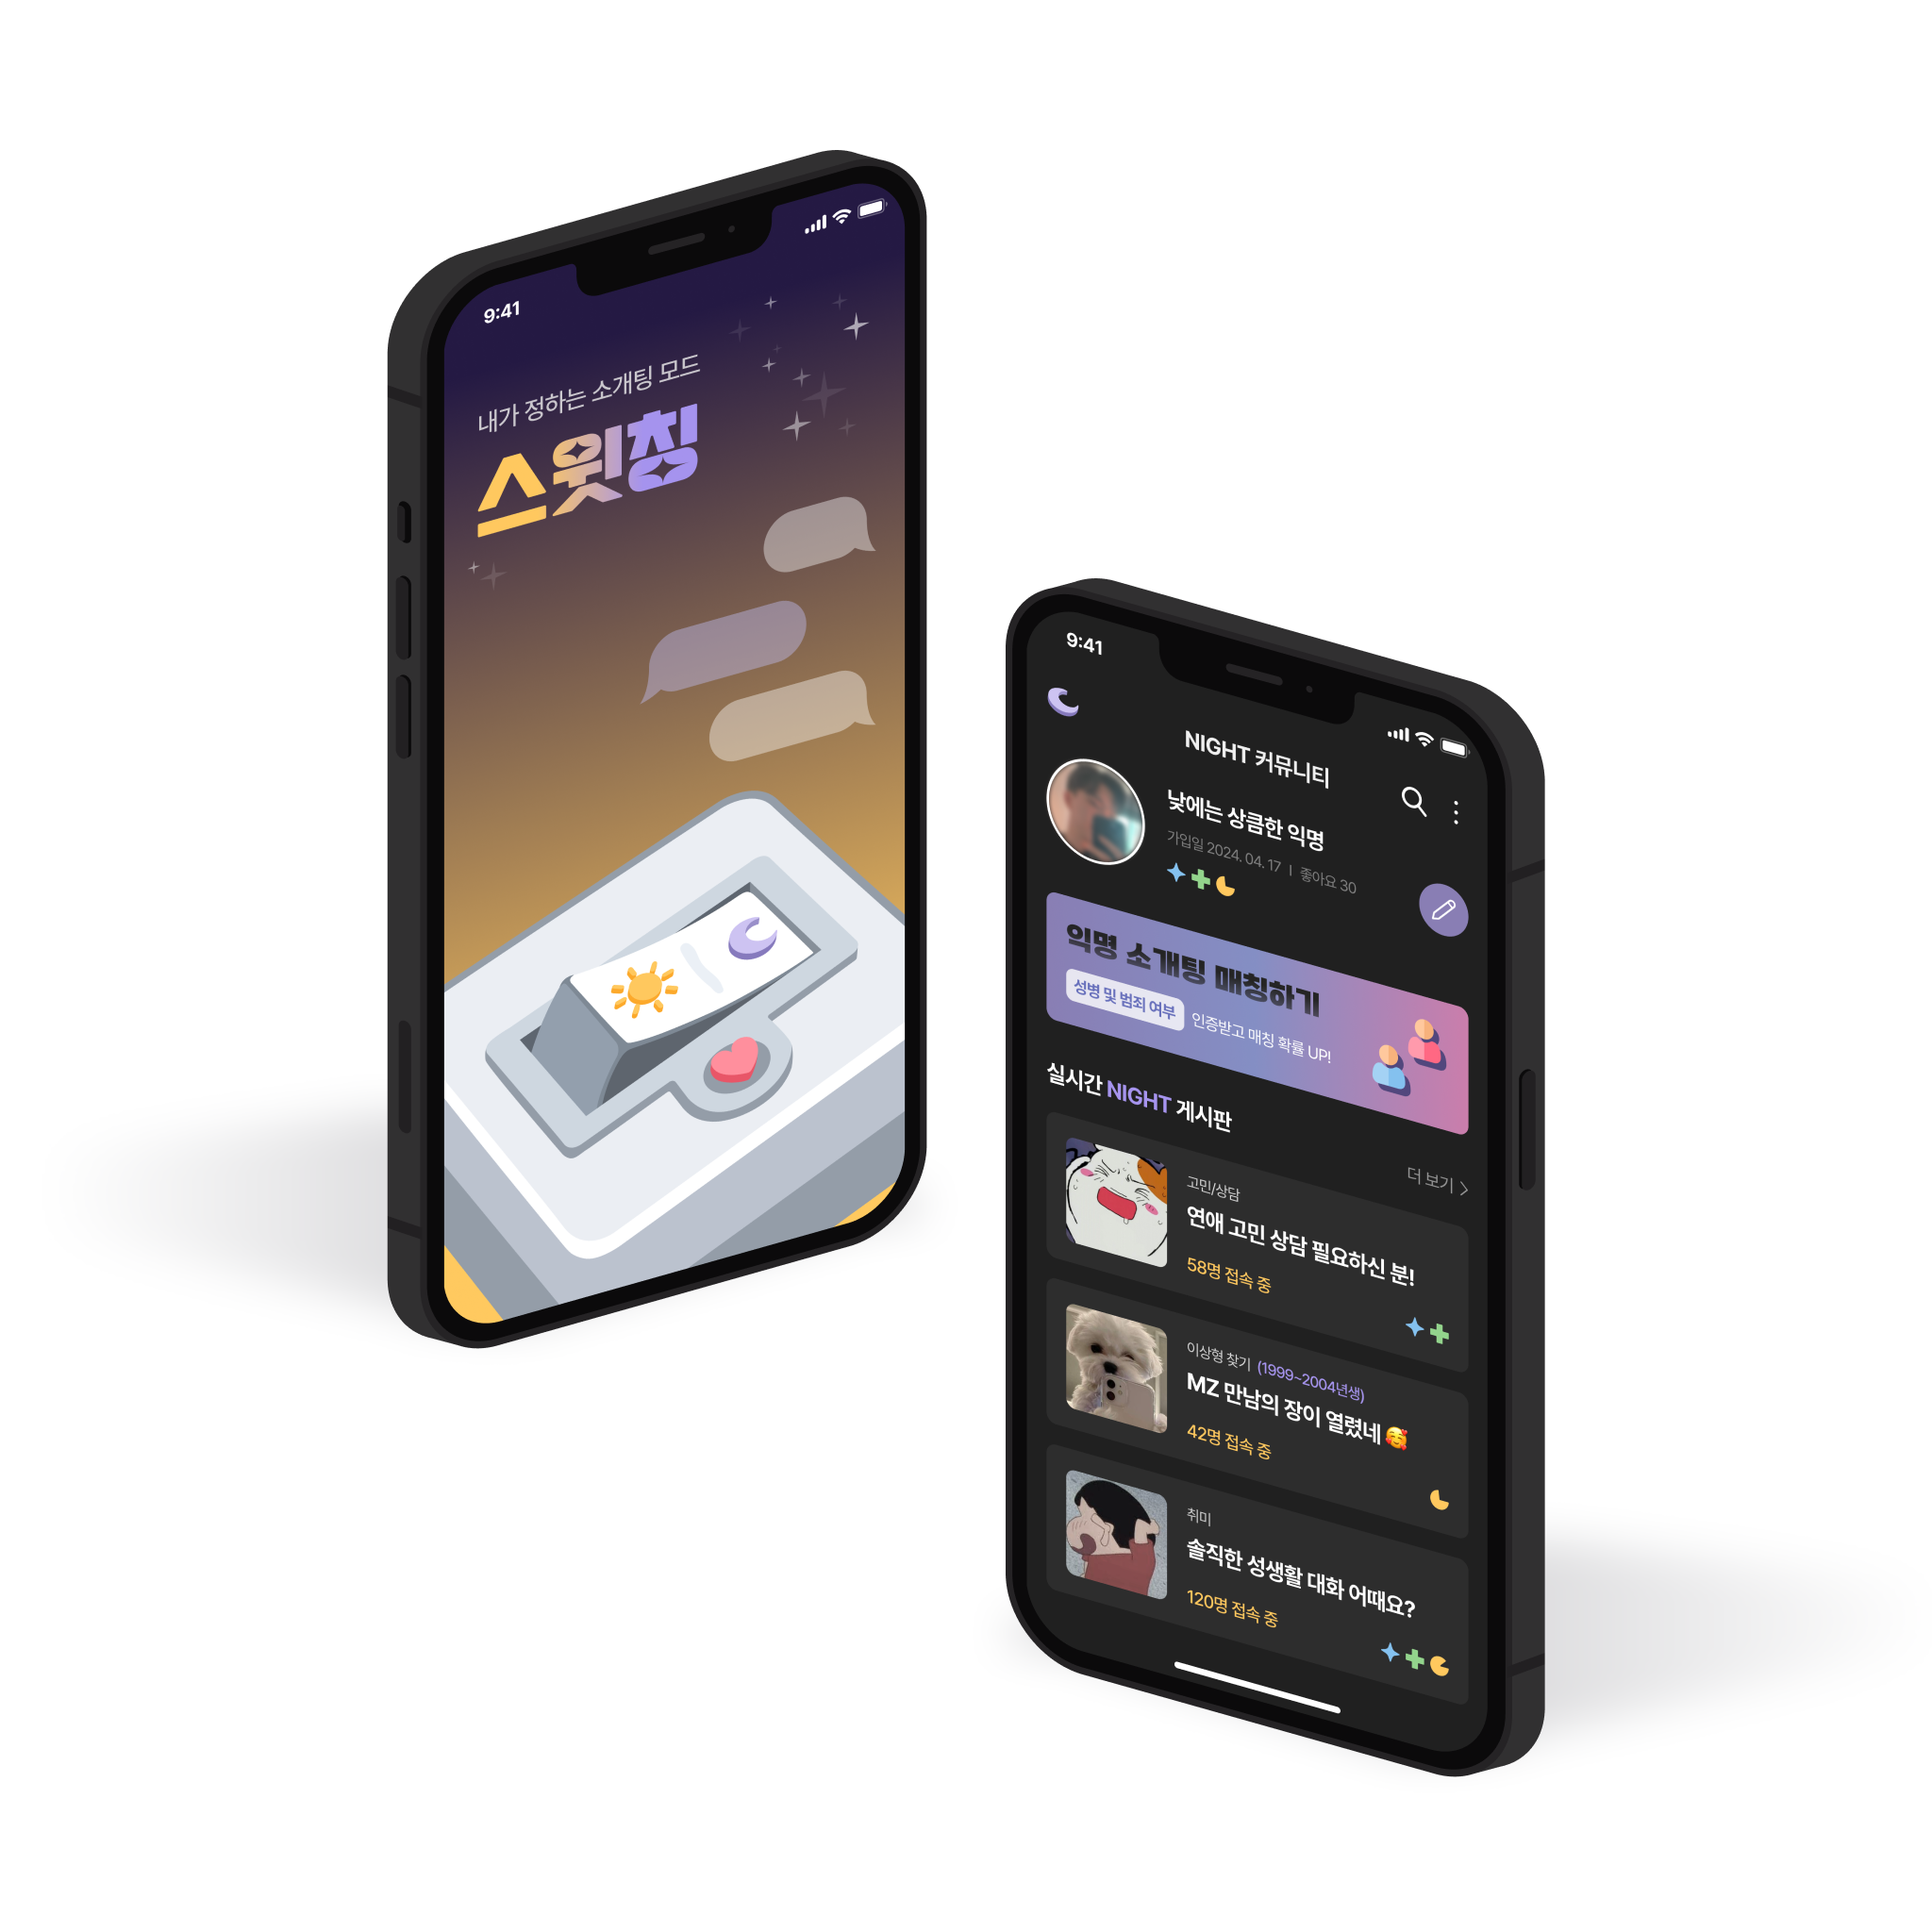 9:41
내가 정하는 소개팅 모드
스윗칭
9:41
NIGHT 커뮤니티
낮에는 상큼한 익명
가입일 2024. 04. 17 | 좋아요 30
익명 소개팅 매칭하기
성병 및 범죄 여부 인증받고 매칭 확률 UP!
실시간 NIGHT 게시판
더 보기 >
고민/상담
연애 고민 상담 필요하신 분!
58명 접속 중
이상형 찾기 (1999~2004년생)
MZ 만남의 장이 열렸네 🥰
42명 접속 중
취미
솔직한 성생활 대화 어때요?
120명 접속 중